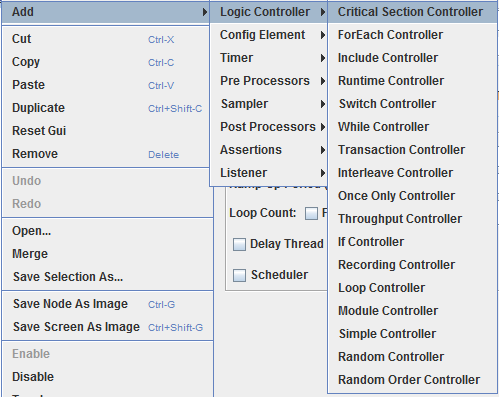 Add
Cut Ctrl-X
Copy Ctrl-C
Paste Ctrl-V
Duplicate Ctrl+Shift-C
Reset Gui
Remove Delete
Undo
Redo
Open...
Merge
Save Selection As...
Save Node As Image Ctrl-G
Save Screen As Image Ctrl+Shift-G
Enable
Disable
Logic Controller
Config Element
Timer
Pre Processors
Sampler
Post Processors
Assertions
Listener
Loop Count: F
Delay Thread
Scheduler
Critical Section Controller
ForEach Controller
Include Controller
Runtime Controller
Switch Controller
While Controller
Transaction Controller
Interleave Controller
Once Only Controller
Throughput Controller
If Controller
Recording Controller
Loop Controller
Module Controller
Simple Controller
Random Controller
Random Order Controller